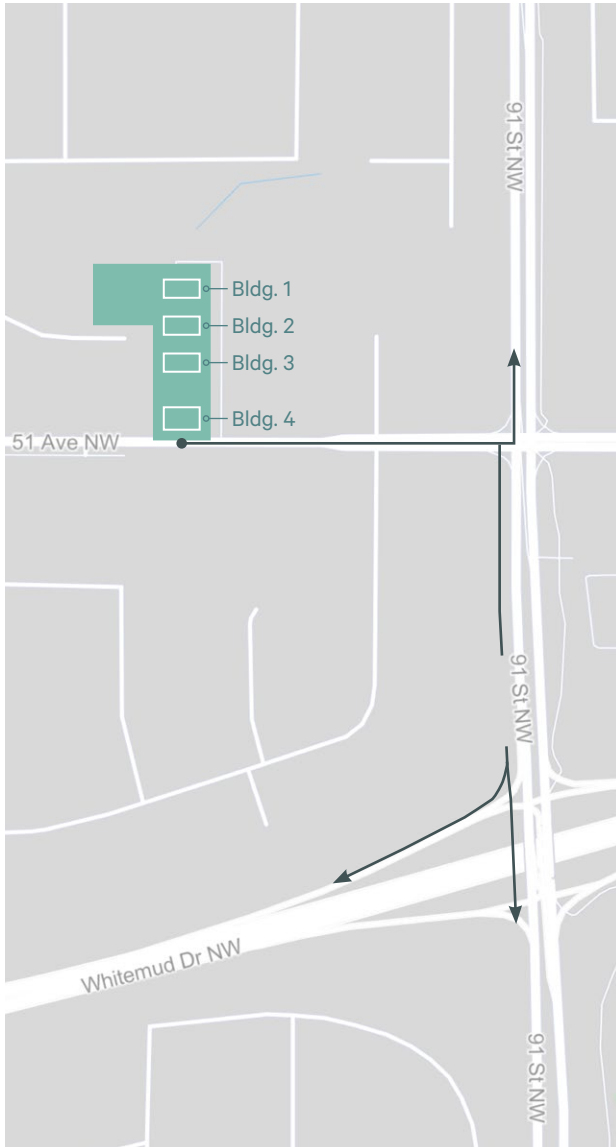 91 St NW
Bldg. 1
Bldg. 2
Bldg. 3
Bldg. 4
51 Ave NW
91 St NW
Whitemud Dr NW
91 St NW